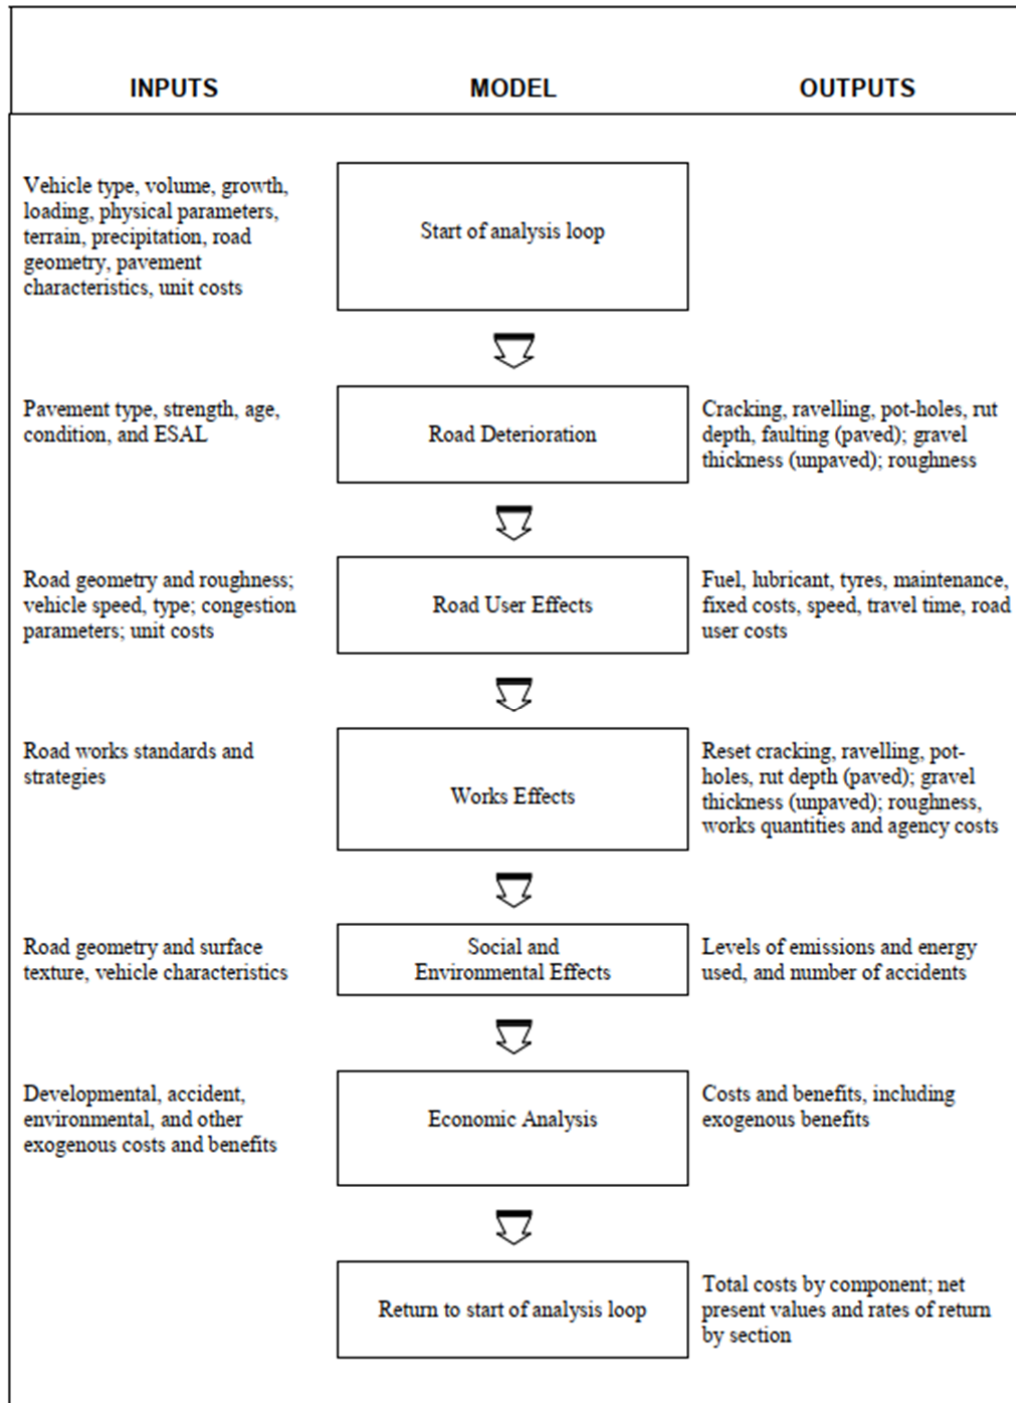 INPUTS
MODEL
OUTPUTS
Vehicle type, volume, growth,
loading, physical parameters,
terrain, precipitation, road
geometry, pavement
characteristics, unit costs
Start of analysis loop
Pavement type, strength, age,
condition, and ESAL
Road Deterioration
Cracking, ravelling, pot-holes, rut
depth, faulting (paved); gravel
thickness (unpaved); roughness
Road geometry and roughness;
vehicle speed, type; congestion
parameters; unit costs
Road User Effects
Fuel, lubricant, tyres, maintenance,
fixed costs, speed, travel time, road
user costs
Road works standards and
strategies
Works Effects
Reset cracking, ravelling, pot-
holes, rut depth (paved); gravel
thickness (unpaved); roughness,
works quantities and agency costs
Road geometry and surface
texture, vehicle characteristics
Social and
Environmental Effects
Levels of emissions and energy
used, and number of accidents
Developmental, accident,
environmental, and other
exogenous costs and benefits
Economic Analysis
Costs and benefits, including
exogenous benefits
Return to start of analysis loop
Total costs by component; net
present values and rates of return
by section